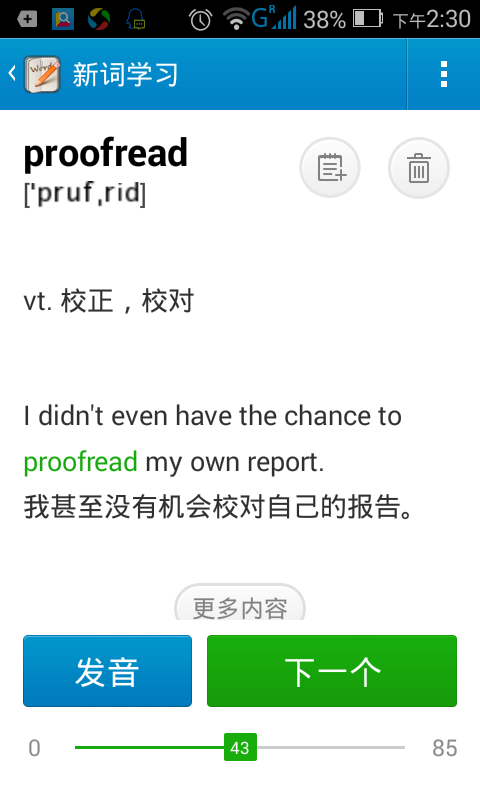 38% 下午2:30
新词学习
proofread
['pruf,rid]
vt. 校正，校对
I didn't even have the chance to
proofread my own report.
我甚至没有机会校对自己的报告。
更多内容
发音 下一个
0 43 85